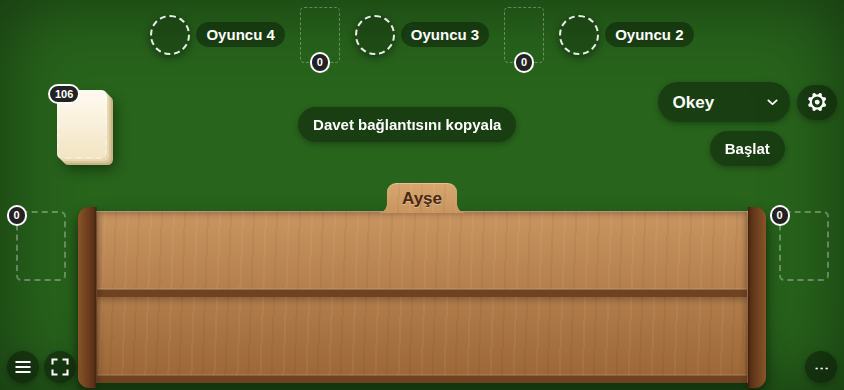 Oyuncu 4
0
Oyuncu 3
0
Oyuncu 2
106
Davet bağlantısını kopyala
Okey
Başlat
Ayşe
0
0
...